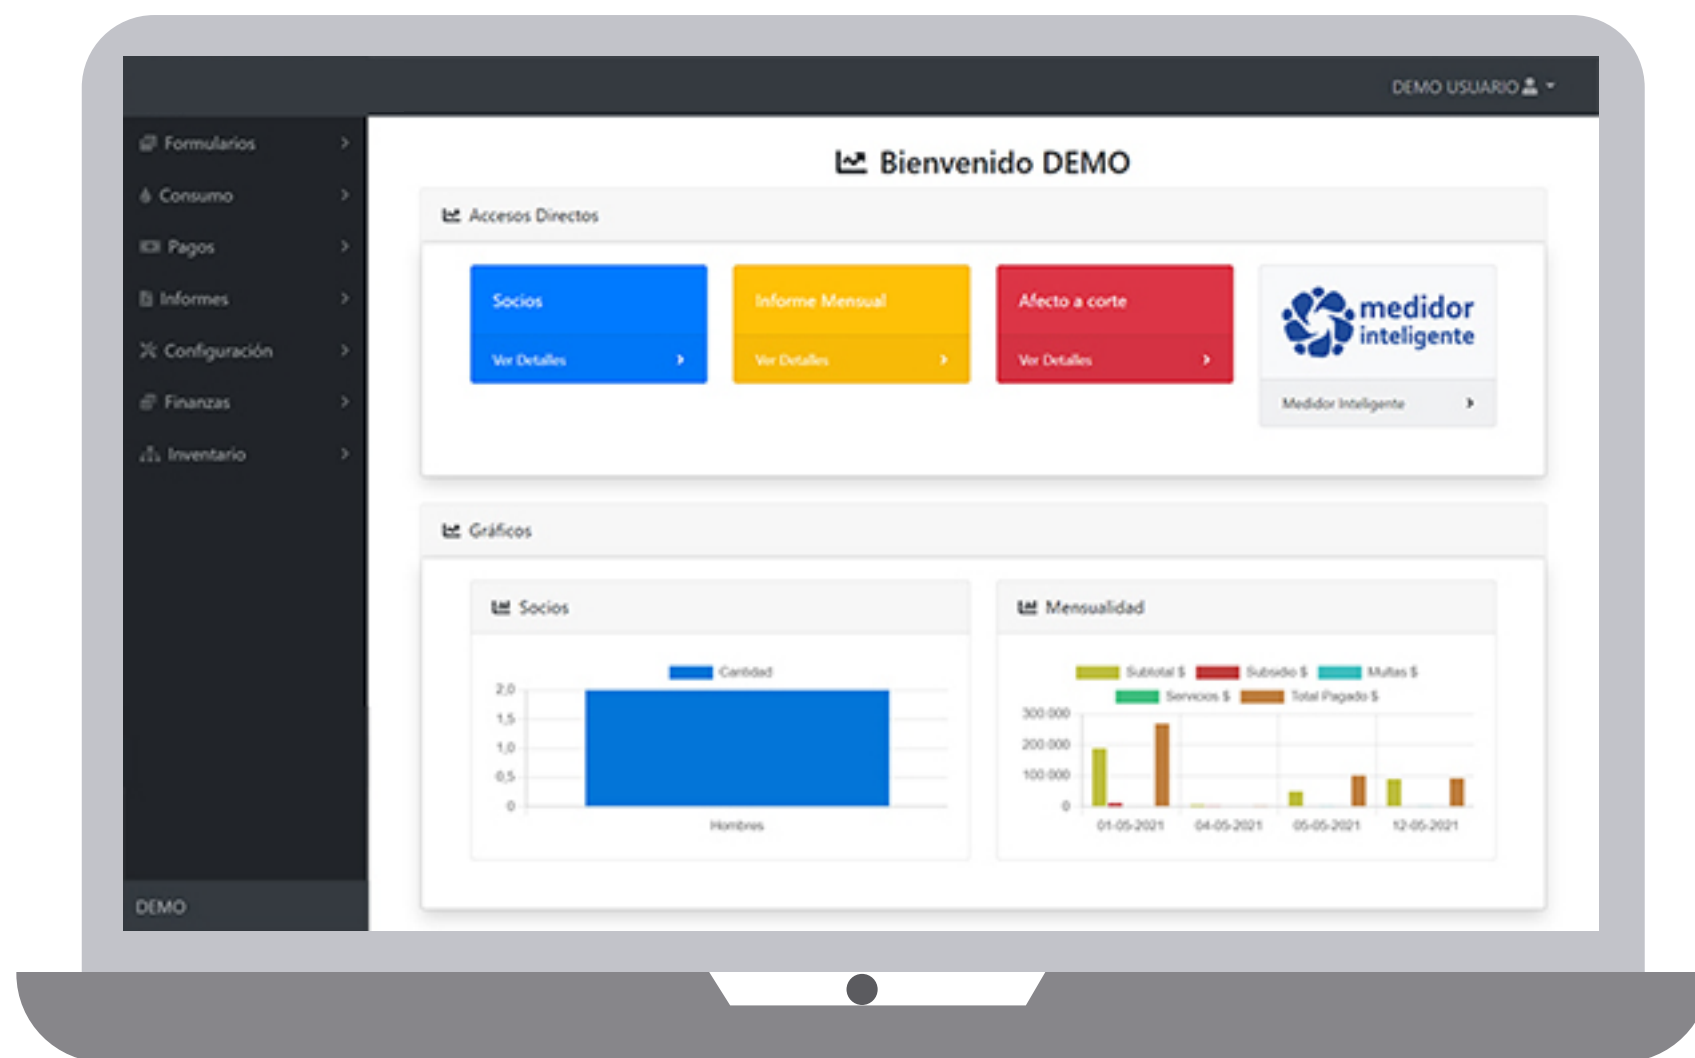 DEMO USUARIO
Formularios
Consumo
Pagos
Informes
Configuración
Finanzas
Inventario
DEMO
Bienvenido DEMO
Accesos Directos
Socios
Ver Detalles
Informe Mensual
Ver Detalles
Afecto a corte
Ver Detalles
medidor
inteligente
Medidor Inteligente
Gráficos
Socios
Cantidad
2,0
1,5
1,0
0,5
0
Hombres
Mensualidad
Subtotal $ Subsidio $ Multas $
Servicios $ Total Pagado $
300.000
200.000
100.000
0
01-05-2021 04-05-2021 05-05-2021 12-05-2021